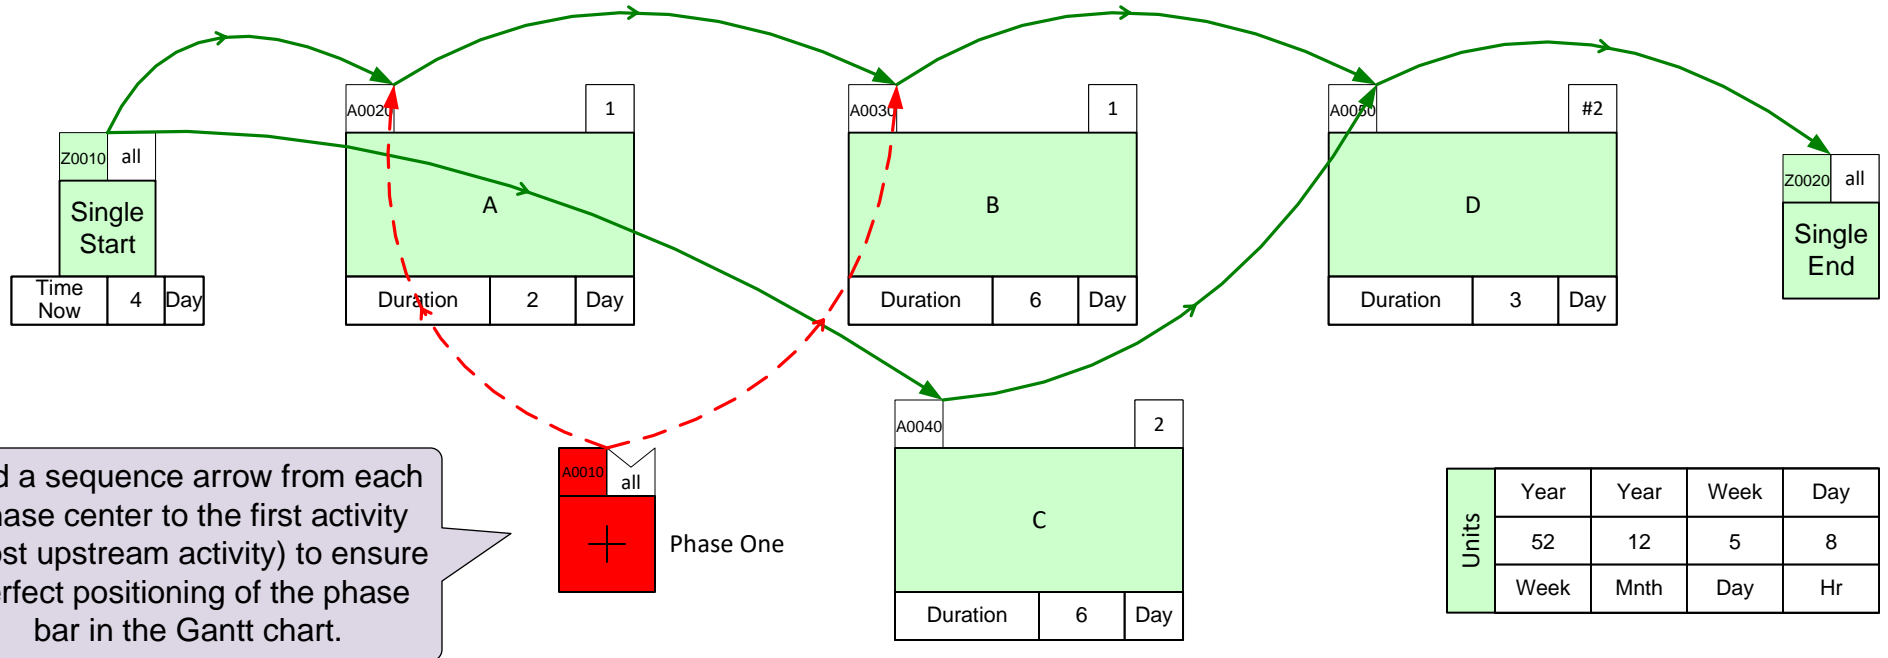 Z0010 all
Single
Start
Time
Now 4 Day
A0020 1
A
Duration 2 Day
A0030 1
B
Duration 6 Day
A0050 #2
D
Duration 3 Day
Z0020 all
Single
End
a sequence arrow from each
center to the first activity
upstream activity) to ensure
positioning of the phase
bar in the Gantt chart.
A0010 all
Phase One
A0040 2
C
Duration 6 Day
Units
Year Year Week Day
52 12 5 8
Week Mnth Day Hr